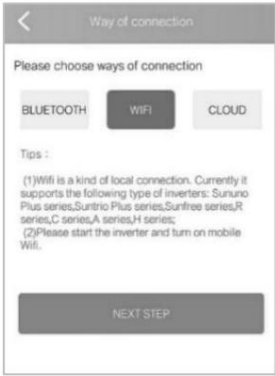 Way of connection
Please choose ways of connection
BLUETOOTH
WIFI
CLOUD
Tips :
(1)Wifi is a kind of local connection. Currently it
supports the following type of inverters: Sununo
Plus series,Suntrio Plus series,Sunfree series,R
series,C series,A series,H series;
(2)Please start the inverter and turn on mobile
Wifi.
NEXT STEP